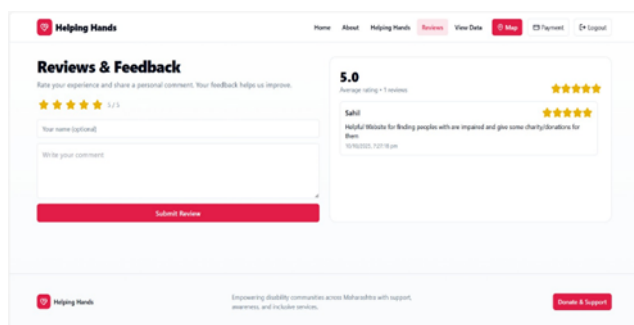 Helping Hands
Home About Helping Hands Reviews View Data Map Payment Logout
Reviews & Feedback
Rate your experience and share a personal comment. Your feedback helps us improve.
5 / 5
Your name (optional)
Write your comment
Submit Review
5.0
Average rating • 1 reviews
Sahil
Helpful Website for finding peoples with are impaired and give some charity/donations for
them
Helping Hands
Empowering disability communities across Maharashtra with support,
awareness, and inclusive services.
Donate & Support